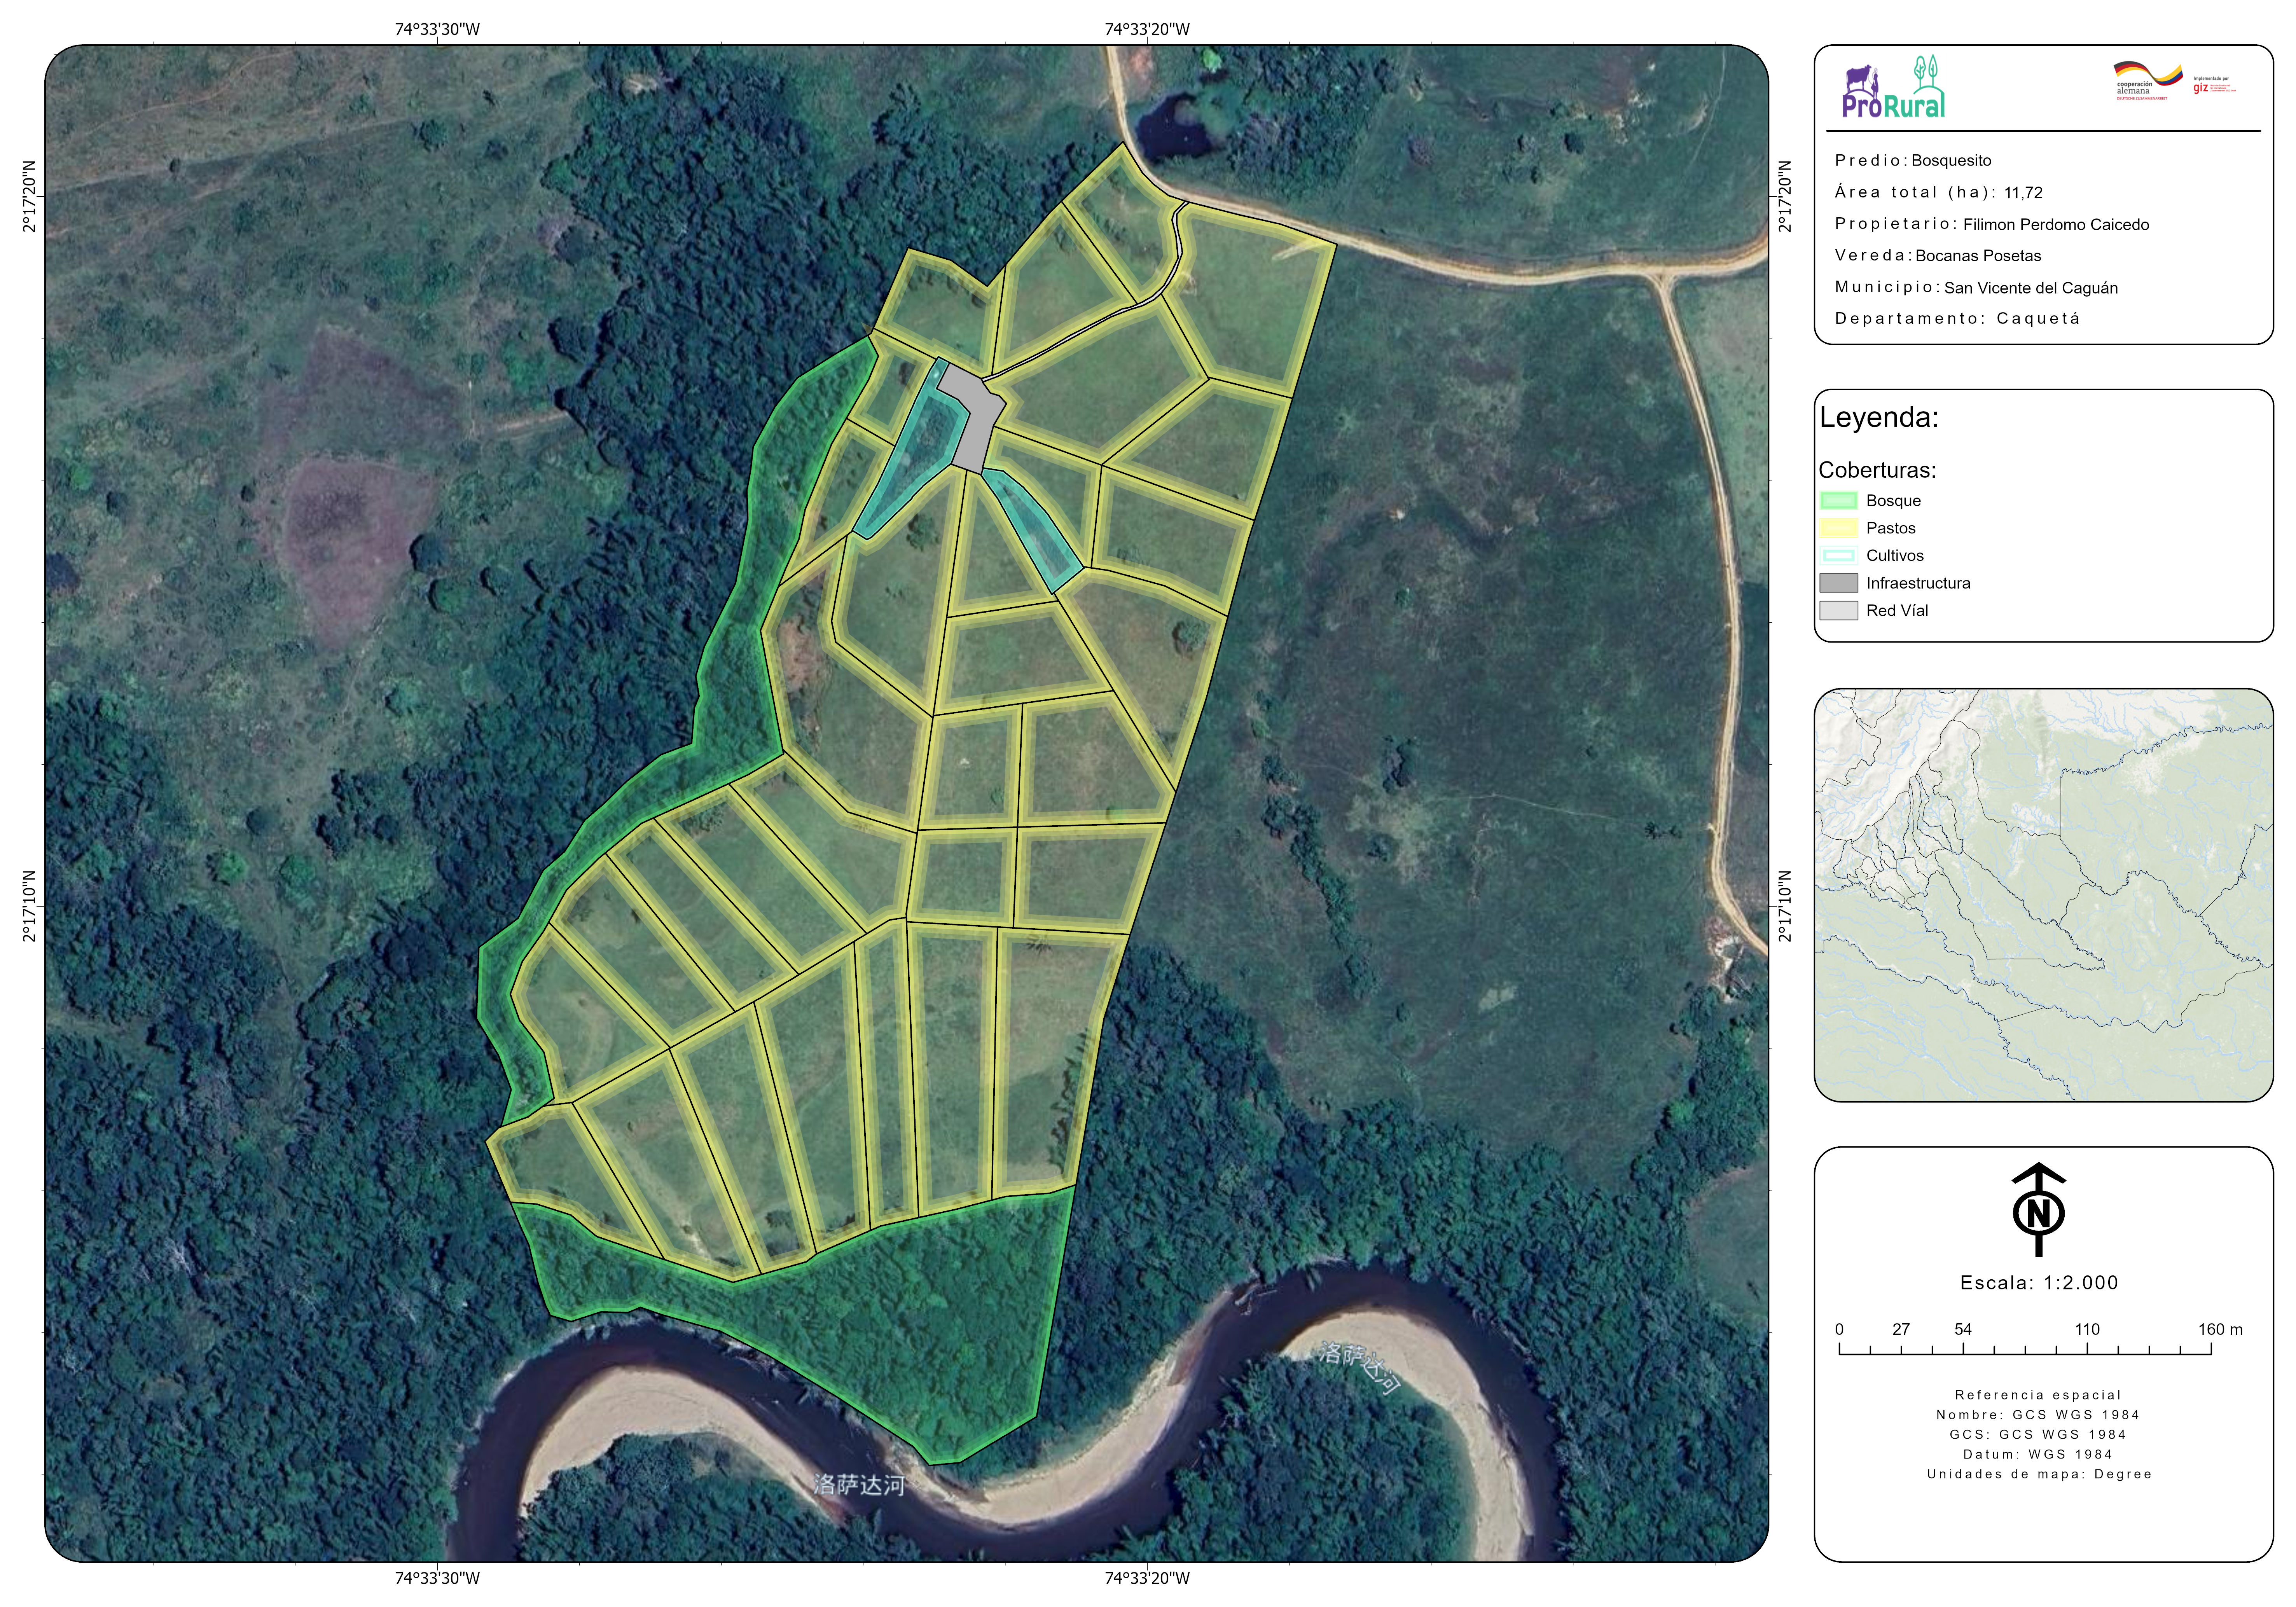 74°33'30"W
74°33'20"W
2°17'20"N
2°17'20"N
2°17'10"N
2°17'10"N
洛萨达河
洛萨达河
74°33'30"W
74°33'20"W
ProRural
cooperación
alemana
DEUTSCHE ZUSAMMENARBEIT
Implementada por
giz
Predio: Bosquesito
Área total (ha): 11,72
Propietario: Filimon Perdomo Caicedo
Vereda: Bocanas Posetas
Municipio: San Vicente del Caguán
Departamento: Caquetá
Leyenda:
Coberturas:
Bosque
Pastos
Cultivos
Infraestructura
Red Víal
N
Escala: 1:2.000
0 27 54 110 160 m
Referencia espacial
Nombre: GCS WGS 1984
GCS: GCS WGS 1984
Datum: WGS 1984
Unidades de mapa: Degree